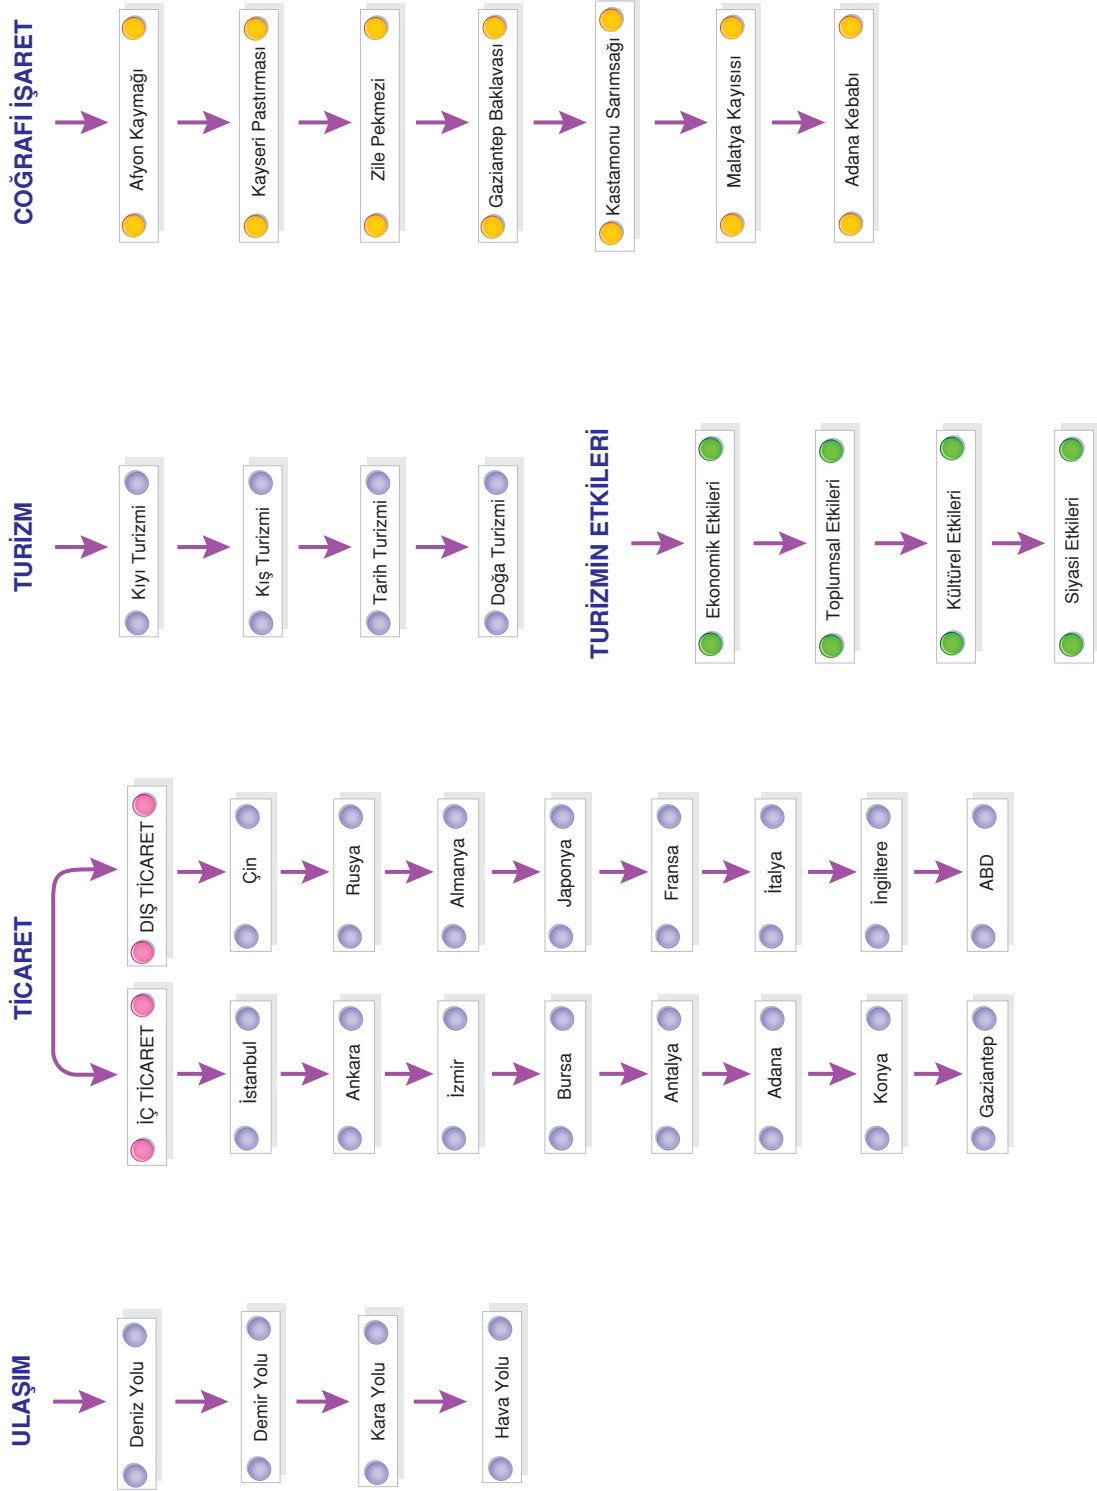 ULAŞIM
Deniz Yolu
Demir Yolu
Kara Yolu
Hava Yolu
TİCARET
İÇ TİCARET
İstanbul
Ankara
İzmir
Bursa
Antalya
Adana
Konya
Gaziantep
DIŞ TİCARET
Çin
Rusya
Almanya
Japonya
Fransa
İtalya
İngiltere
ABD
TURİZM
Kıyı Turizmi
Kış Turizmi
Tarih Turizmi
Doğa Turizmi
TURİZMİN ETKİLERİ
Ekonomik Etkileri
Toplumsal Etkileri
Kültürel Etkileri
Siyasi Etkileri
COĞRAFİ İŞARET
Afyon Kaymağı
Kayseri Pastırması
Zile Pekmezi
Gaziantep Baklavası
Kastamonu Sarımsağı
Malatya Kayısısı
Adana Kebabı